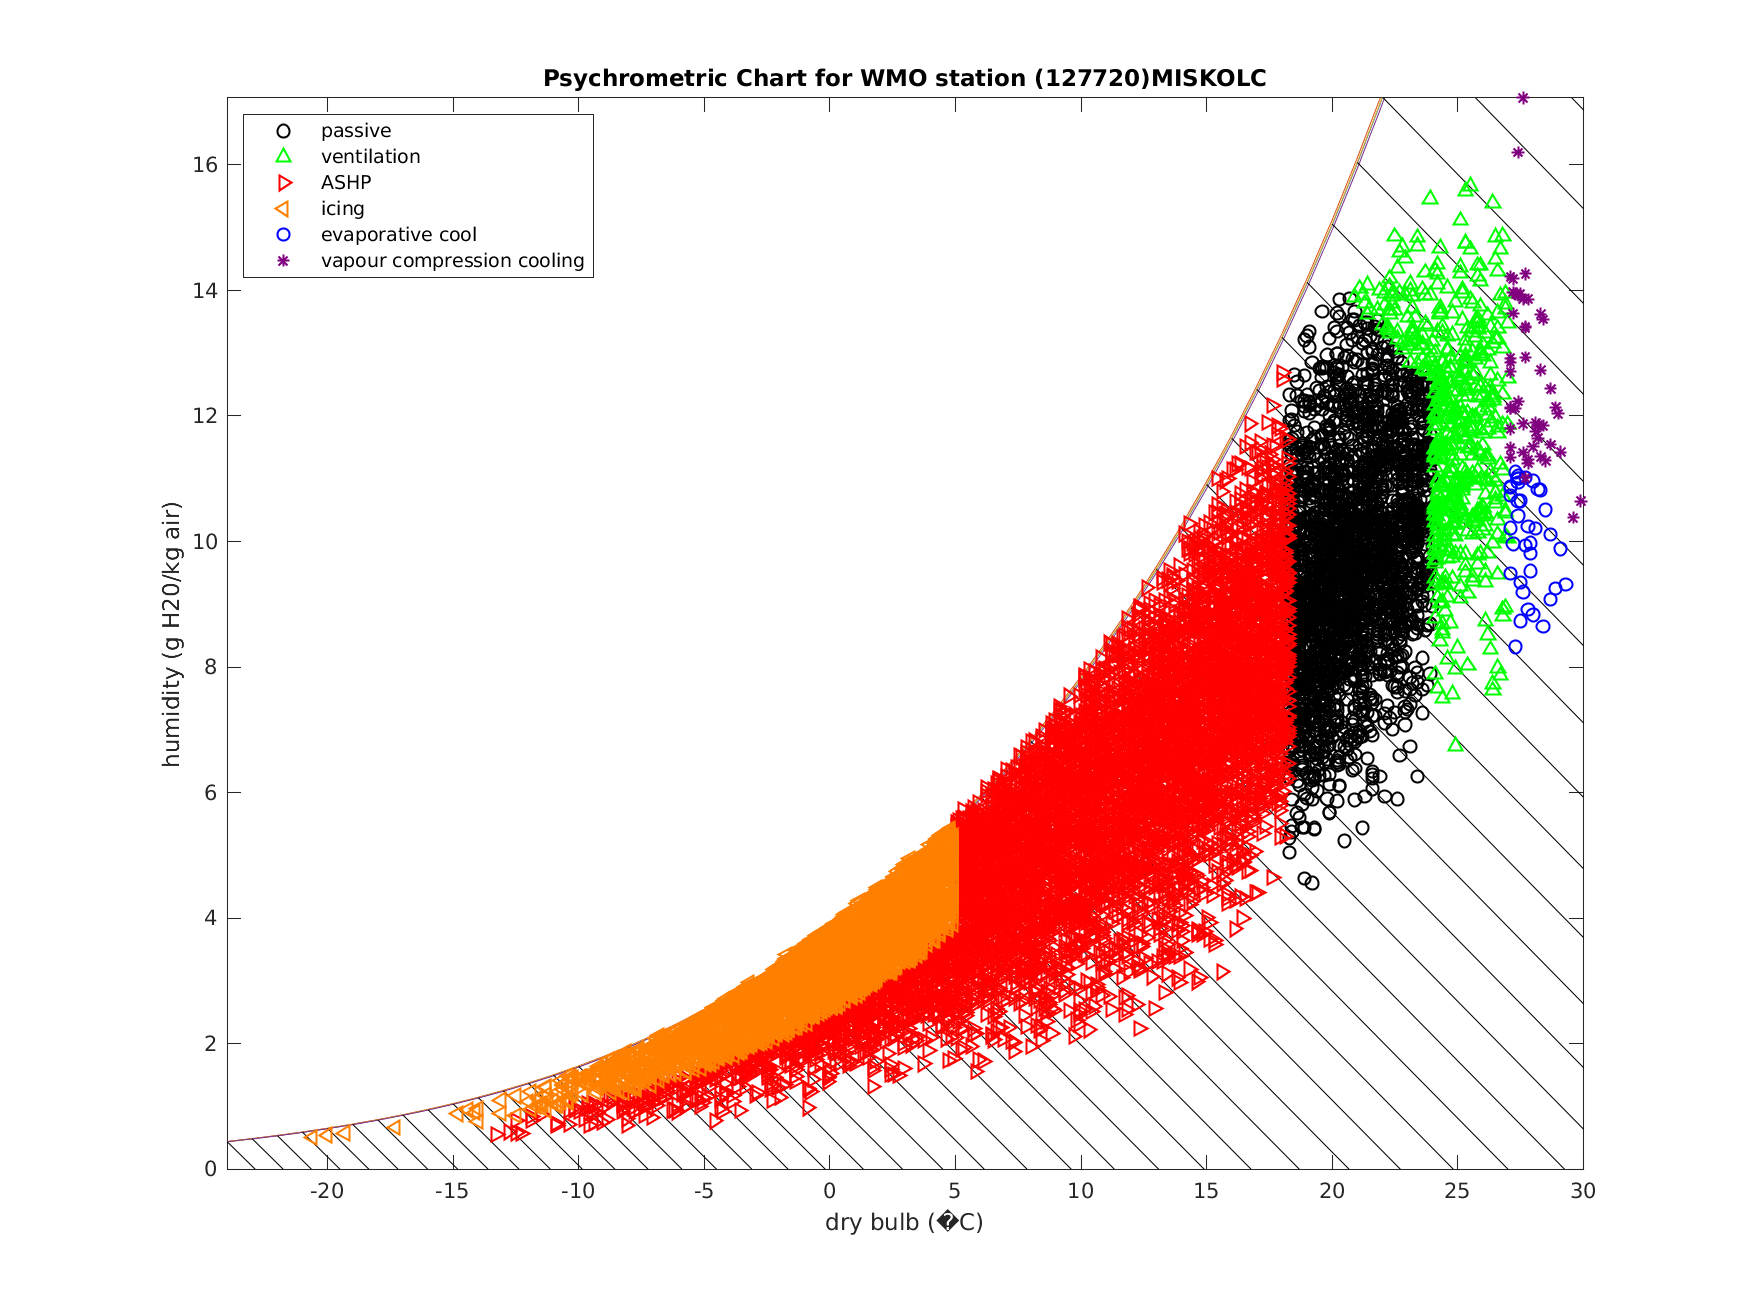 Psychrometric Chart for WMO station (127720)MISKOLC
passive
ventilation
ASHP
icing
evaporative cool
vapour compression cooling
humidity (g H20/kg air)
16
14
12
10
8
6
4
2
0
-20 -15 -10 -5 0 5 10 15 20 25 30
dry bulb (�C)